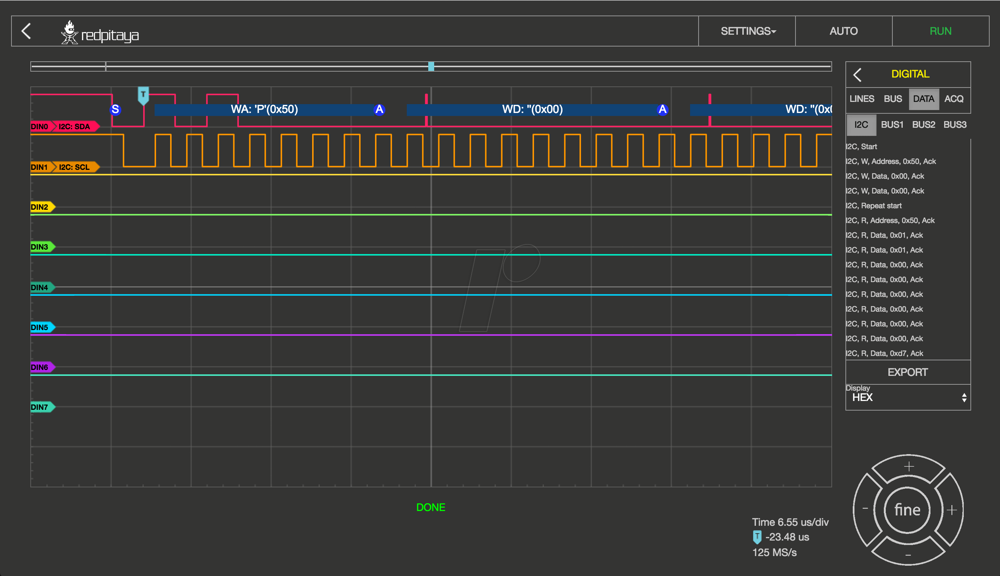 redpitaya
SETTINGS
AUTO
RUN
DIGITAL
LINES BUS DATA ACQ
I2C BUS1 BUS2 BUS3
I2C, Start
I2C, W, Address, 0x50, Ack
I2C, W, Data, 0x00, Ack
I2C, W, Data, 0x00, Ack
I2C, Repeat start
I2C, R, Address, 0x50, Ack
I2C, R, Data, 0x01, Ack
I2C, R, Data, 0x01, Ack
I2C, R, Data, 0x00, Ack
I2C, R, Data, 0x00, Ack
I2C, R, Data, 0x00, Ack
I2C, R, Data, 0x00, Ack
I2C, R, Data, 0x00, Ack
I2C, R, Data, 0x00, Ack
I2C, R, Data, 0xd7, Ack
EXPORT
Display
HEX
T
S WA: 'P'(0x50) A WD: ''(0x00) A WD: ''(0x0
DIN0 I2C: SDA
DIN1 I2C: SCL
DIN2
DIN3
DIN4
DIN5
DIN6
DIN7
DONE
Time 6.55 us/div
T -23.48 us
125 MS/s
+
- fine +
-